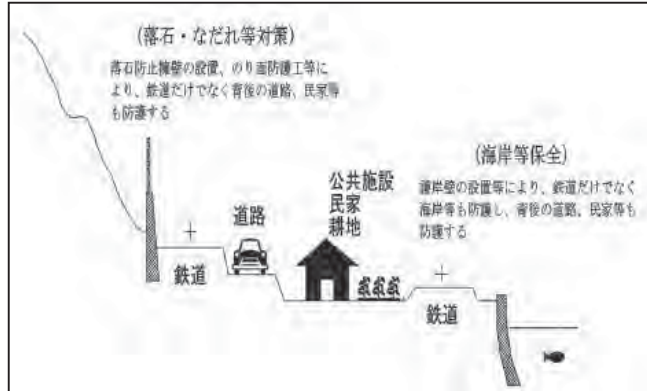 (落石・なだれ等対策)
落石防止擁壁の設置、のり面防護工等に
より、鉄道だけでなく背後の道路、民家等
も防護する
(海岸等保全)
護岸壁の設置等により、鉄道だけでなく
海岸等も防護し、背後の道路、民家等も
防護する
公共施設
民家
耕地
道路
鉄道
鉄道